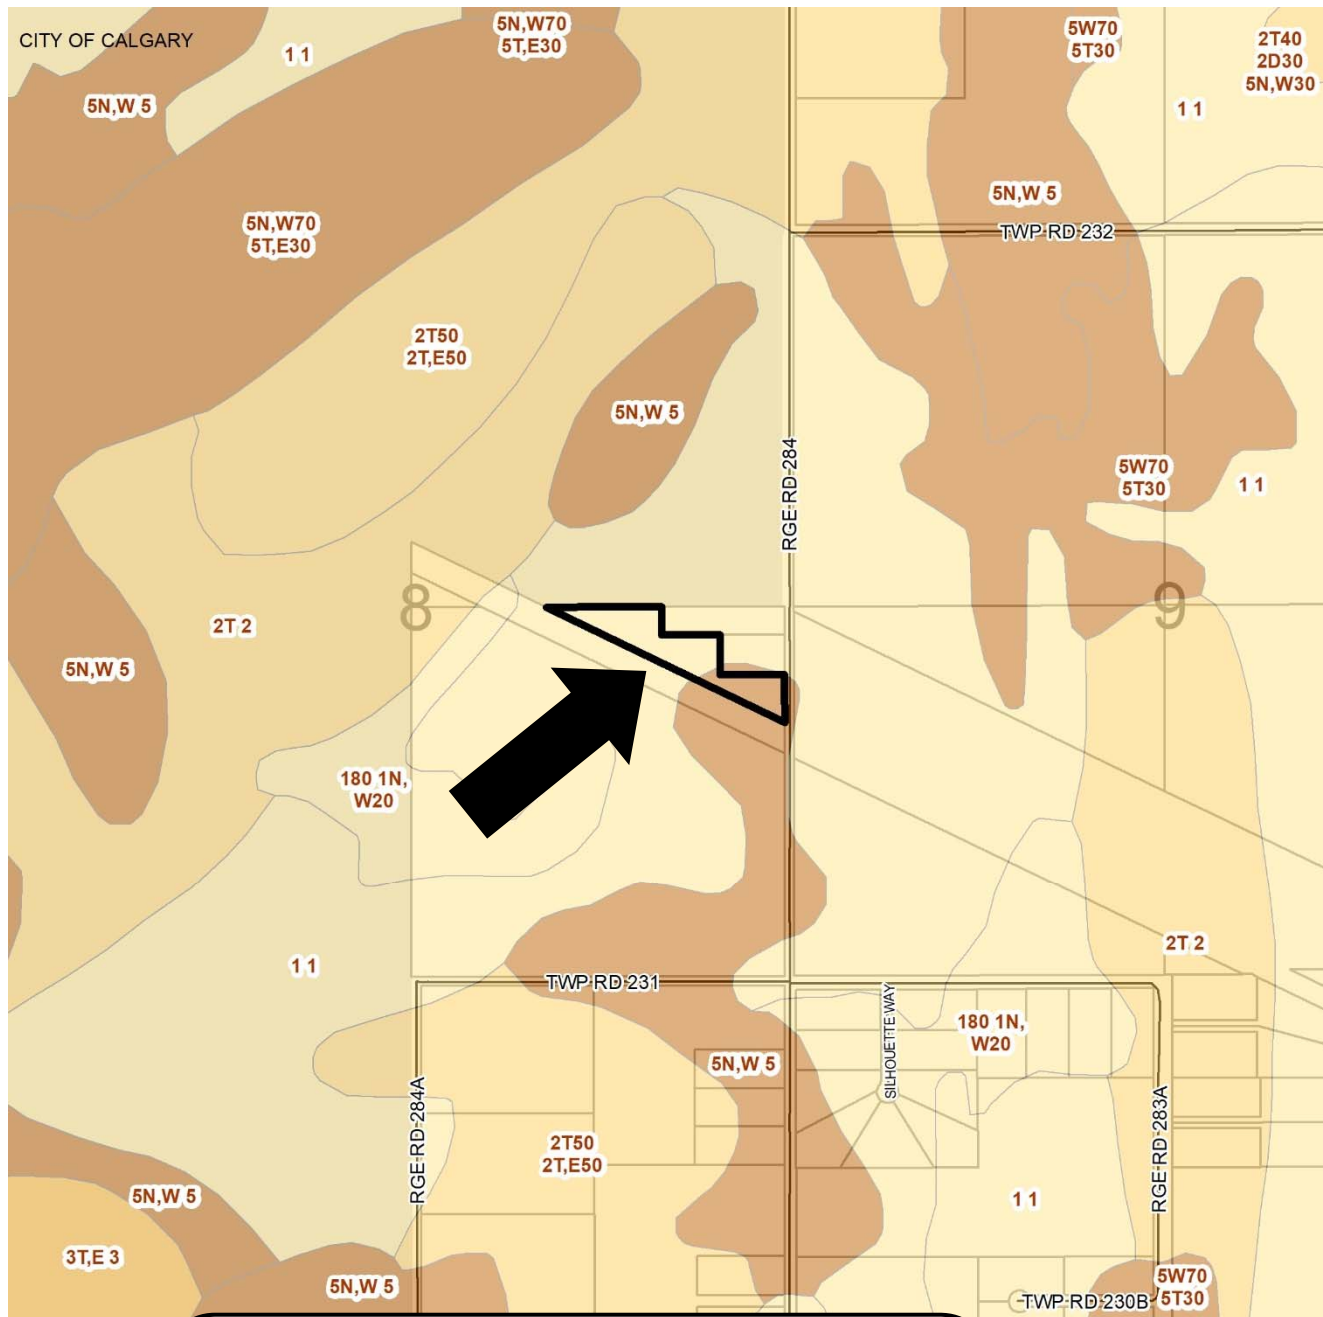 CITY OF CALGARY
1 1
5N,W70
5T,E30
5W70
5T30
2T40
2D30
5N,W30
5N,W 5
1 1
5N,W 5
5N,W70
5T,E30
TWP RD 232
2T50
2T,E50
5N,W 5
RGE RD 284
5W70
5T30
1 1
8
9
2T 2
5N,W 5
180 1N,
W20
2T 2
1 1
TWP RD 231
SILHOUETTE WAY
180 1N,
W20
5N,W 5
RGE RD 284A
2T50
2T,E50
RGE RD 283A
5N,W 5
1 1
3T,E 3
5N,W 5
5W70
5T30
TWP RD 230B